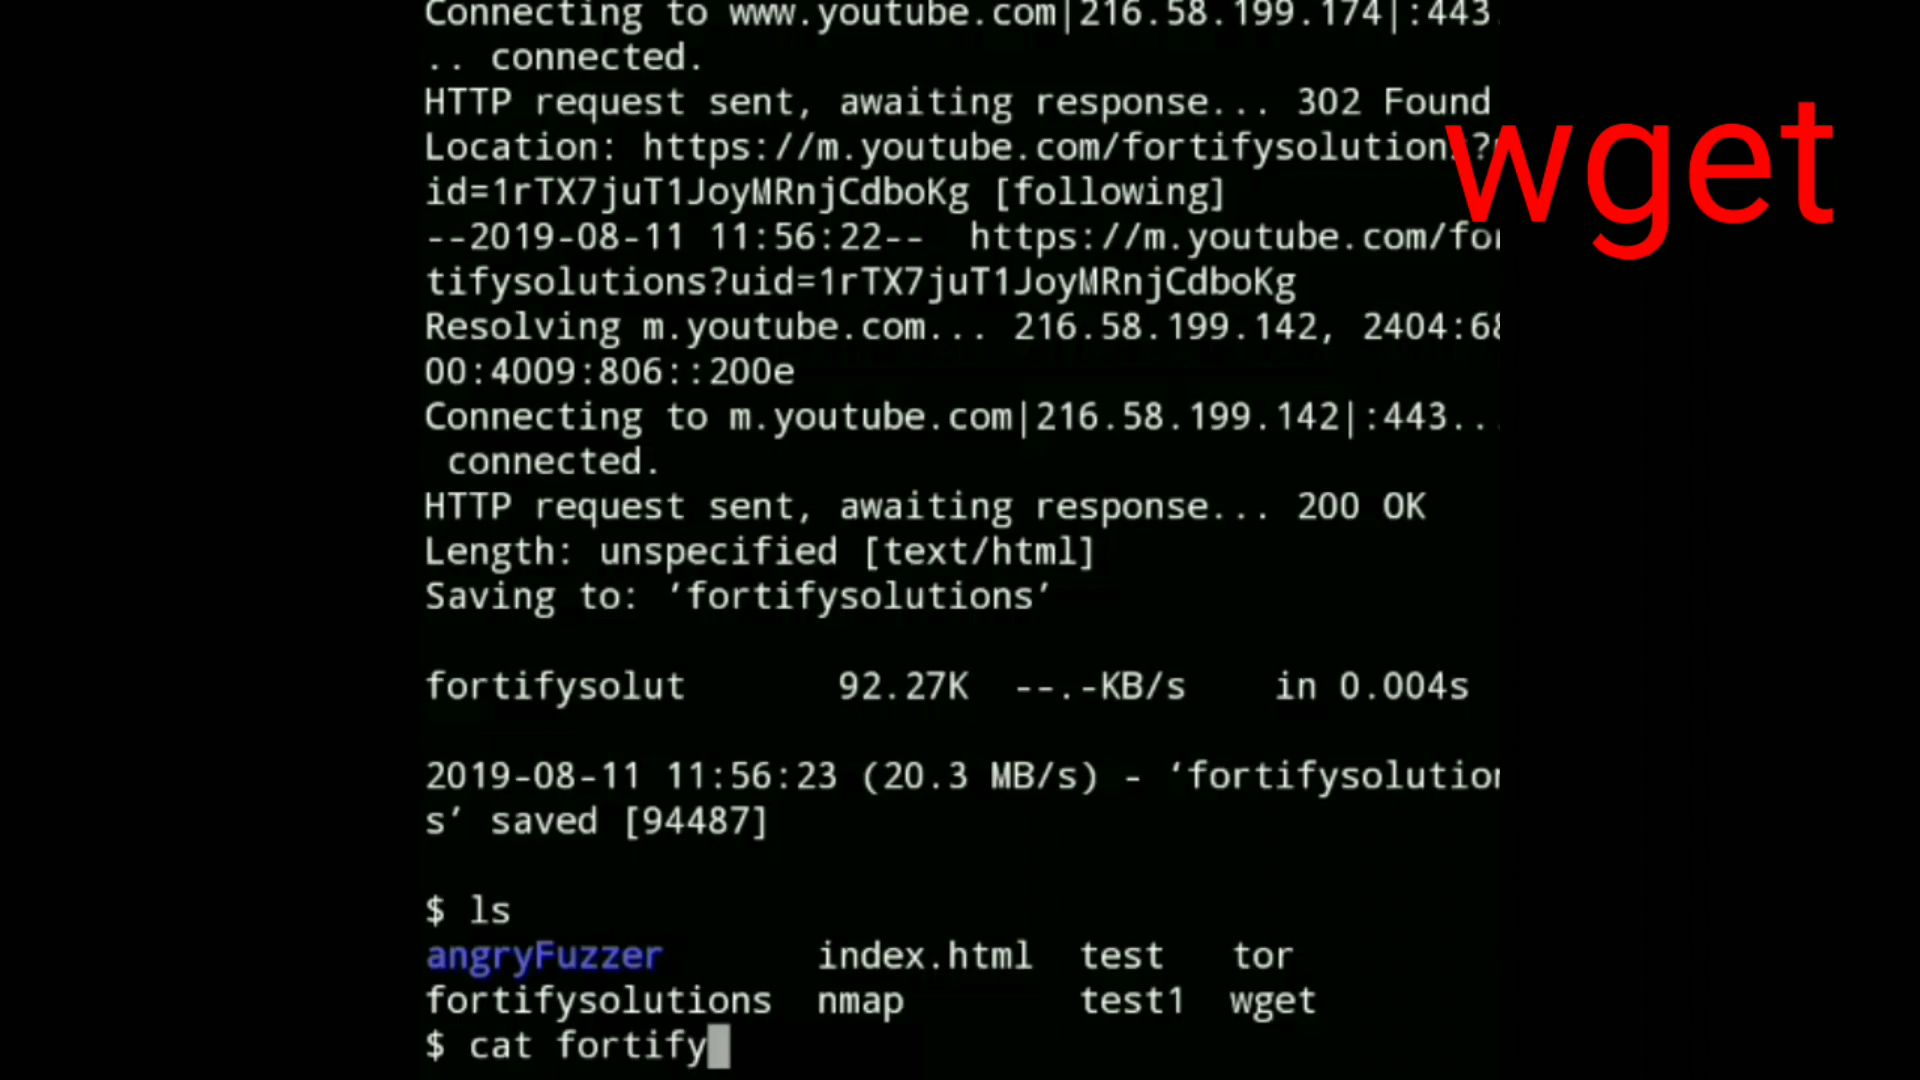 Connecting to www.youtube.com|216.58.199.174|:443.
.. connected.
HTTP request sent, awaiting response... 302 Found
Location: https://m.youtube.com/fortifysolutions?
id=1rTX7juT1JoyMRnjCdboKg [following]
--2019-08-11 11:56:22--  https://m.youtube.com/for
tifysolutions?uid=1rTX7juT1JoyMRnjCdboKg
Resolving m.youtube.com... 216.58.199.142, 2404:68
00:4009:806::200e
Connecting to m.youtube.com|216.58.199.142|:443...
connected.
HTTP request sent, awaiting response... 200 OK
Length: unspecified [text/html]
Saving to: ‘fortifysolutions’
fortifysolut 92.27K --.-KB/s in 0.004s
2019-08-11 11:56:23 (20.3 MB/s) - ‘fortifysolution
s’ saved [94487]
$ ls
angryFuzzer index.html test tor
fortifysolutions nmap test1 wget
$ cat fortify
wget